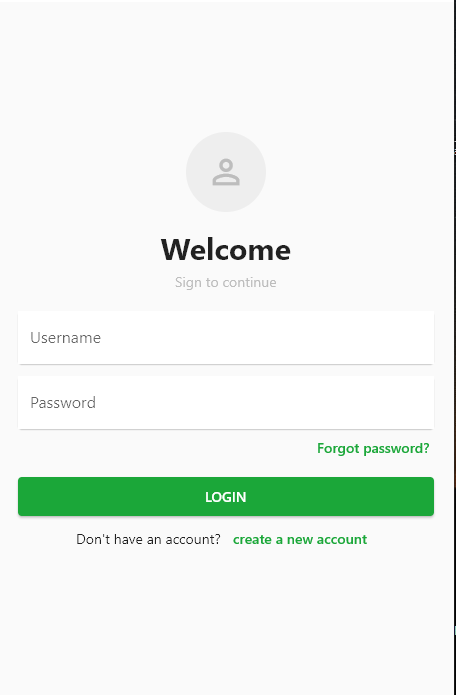 Welcome
Sign to continue
Username
Password
Forgot password?
LOGIN
Don't have an account? create a new account